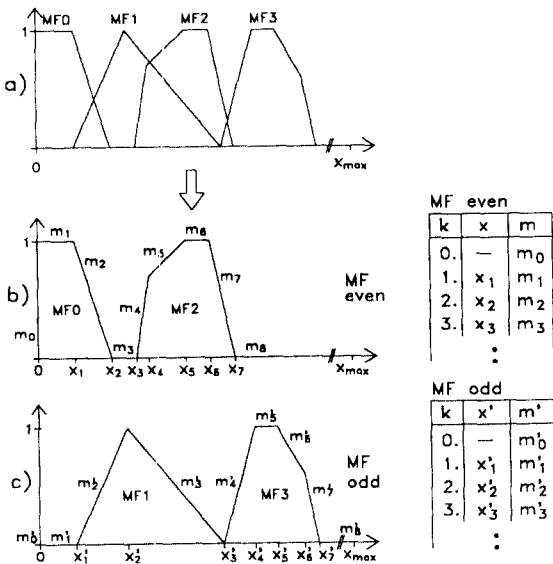 MF0 MF1 MF2 MF3
1
a)
0 xmax
MF even
k x m
0. — m0
1. x1 m1
2. x2 m2
3. x3 m3
:
m1 m6
1
m2 m5
m4 m7
b) MF0 MF2 MF even
m0 m3 m8
0 x1 x2 x3 x4 x5 x6 x7 xmax
MF odd
k x' m'
0. — m'0
1. x'1 m'1
2. x'2 m'2
3. x'3 m'3
:
m'5
1
m'6
m'2 m'3 m'4 m'7
c) MF1 MF3 MF odd
m'0 m'1 m'8
0 x'1 x'2 x'3 x'4 x'5 x'6 x'7 xmax